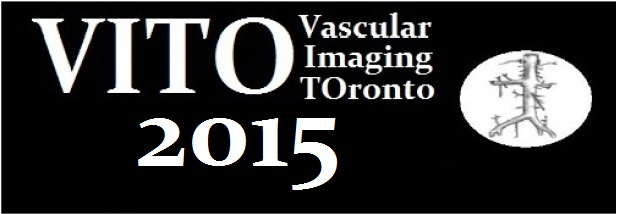 VITO
Vascular
Imaging
TOronto
2015